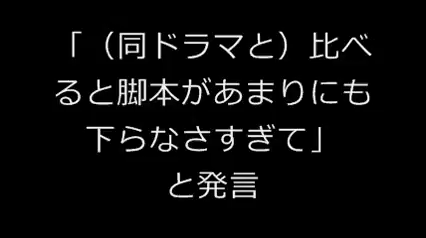 「（同ドラマと）比べ
ると脚本があまりにも
下らなさすぎて」
と発言